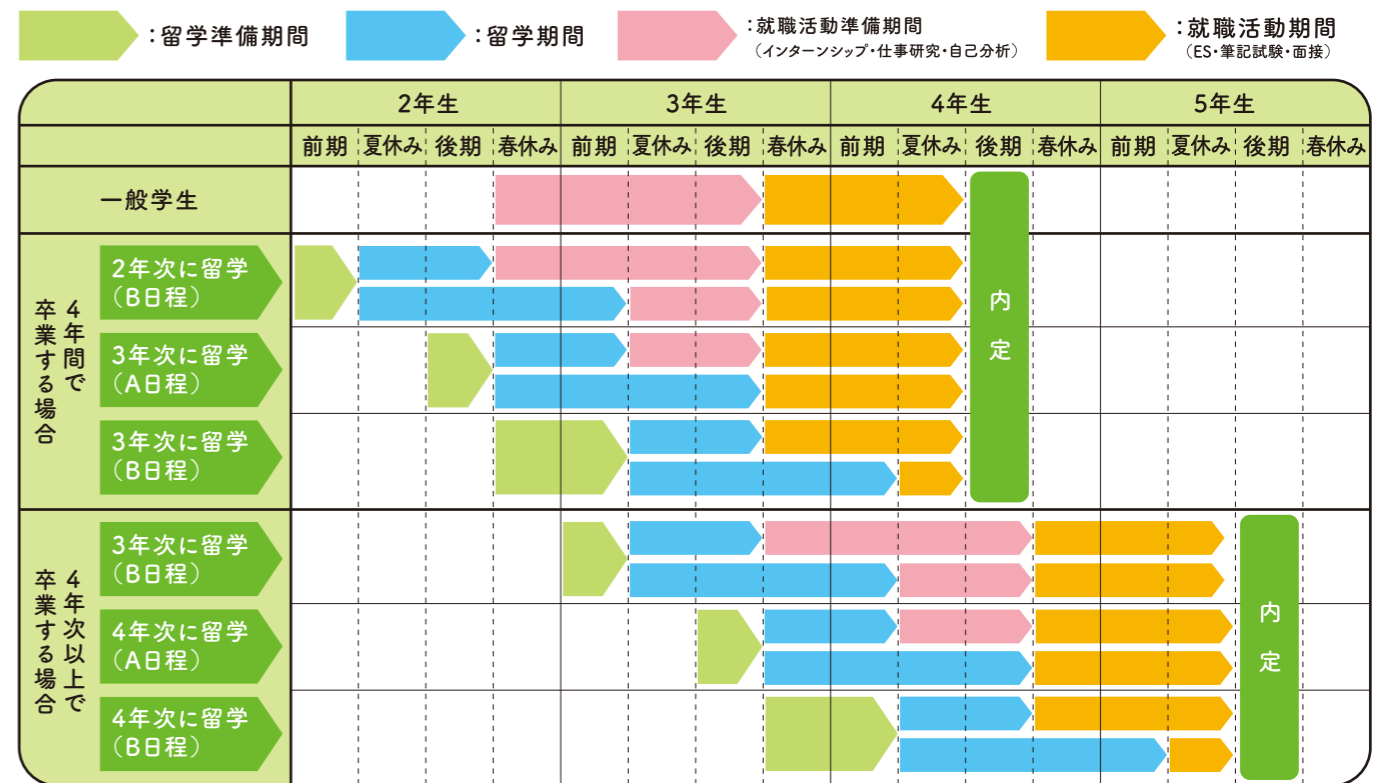 :留学準備期間
:留学期間
:就職活動準備期間
(インターンシップ・仕事研究・自己分析)
:就職活動期間
(ES・筆記試験・面接)
2年生 3年生 4年生 5年生
前期 夏休み 後期 春休み 前期 夏休み 後期 春休み 前期 夏休み 後期 春休み 前期 夏休み 後期 春休み
一般学生
4年間で
卒業する場合
2年次に留学
(B日程)
3年次に留学
(A日程)
3年次に留学
(B日程)
内定
4年次以上で
卒業する場合
3年次に留学
(B日程)
4年次に留学
(A日程)
4年次に留学
(B日程)
内定